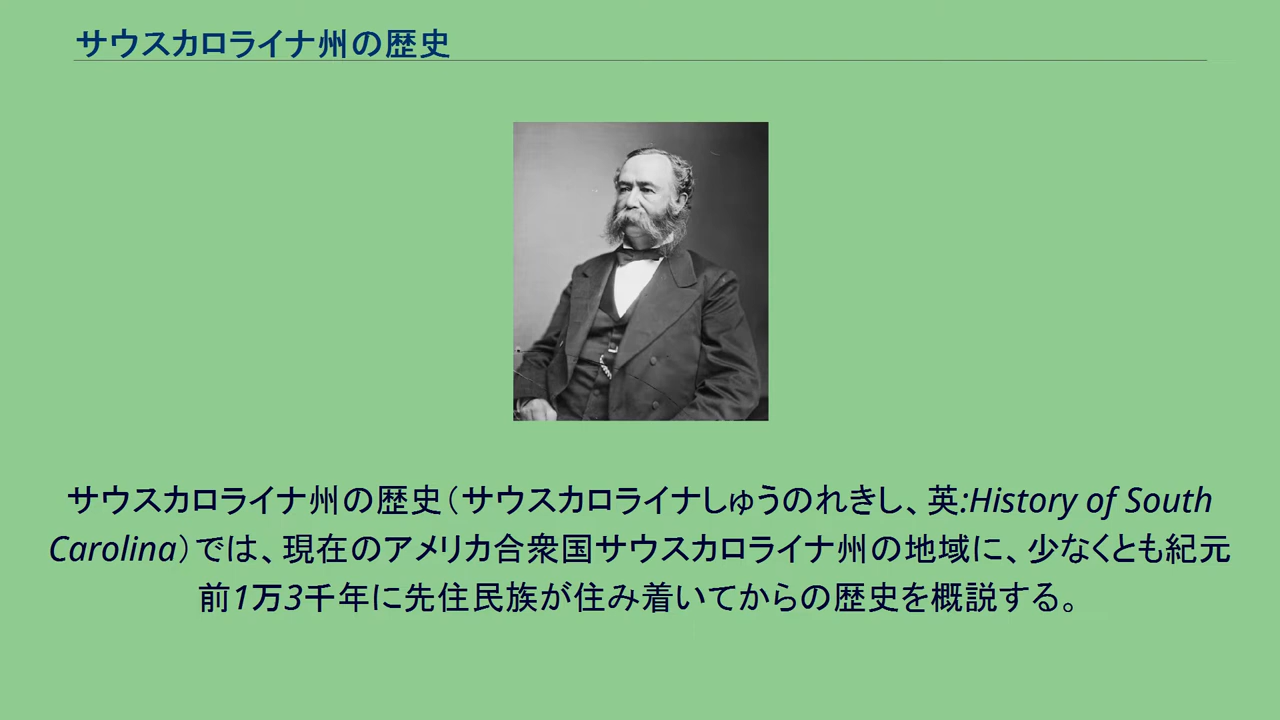 サウスカロライナ州の歴史
サウスカロライナ州の歴史（サウスカロライナしゅうのれきし、英:History of South
Carolina）では、現在のアメリカ合衆国サウスカロライナ州の地域に、少なくとも紀元
前1万3千年に先住民族が住み着いてからの歴史を概説する。